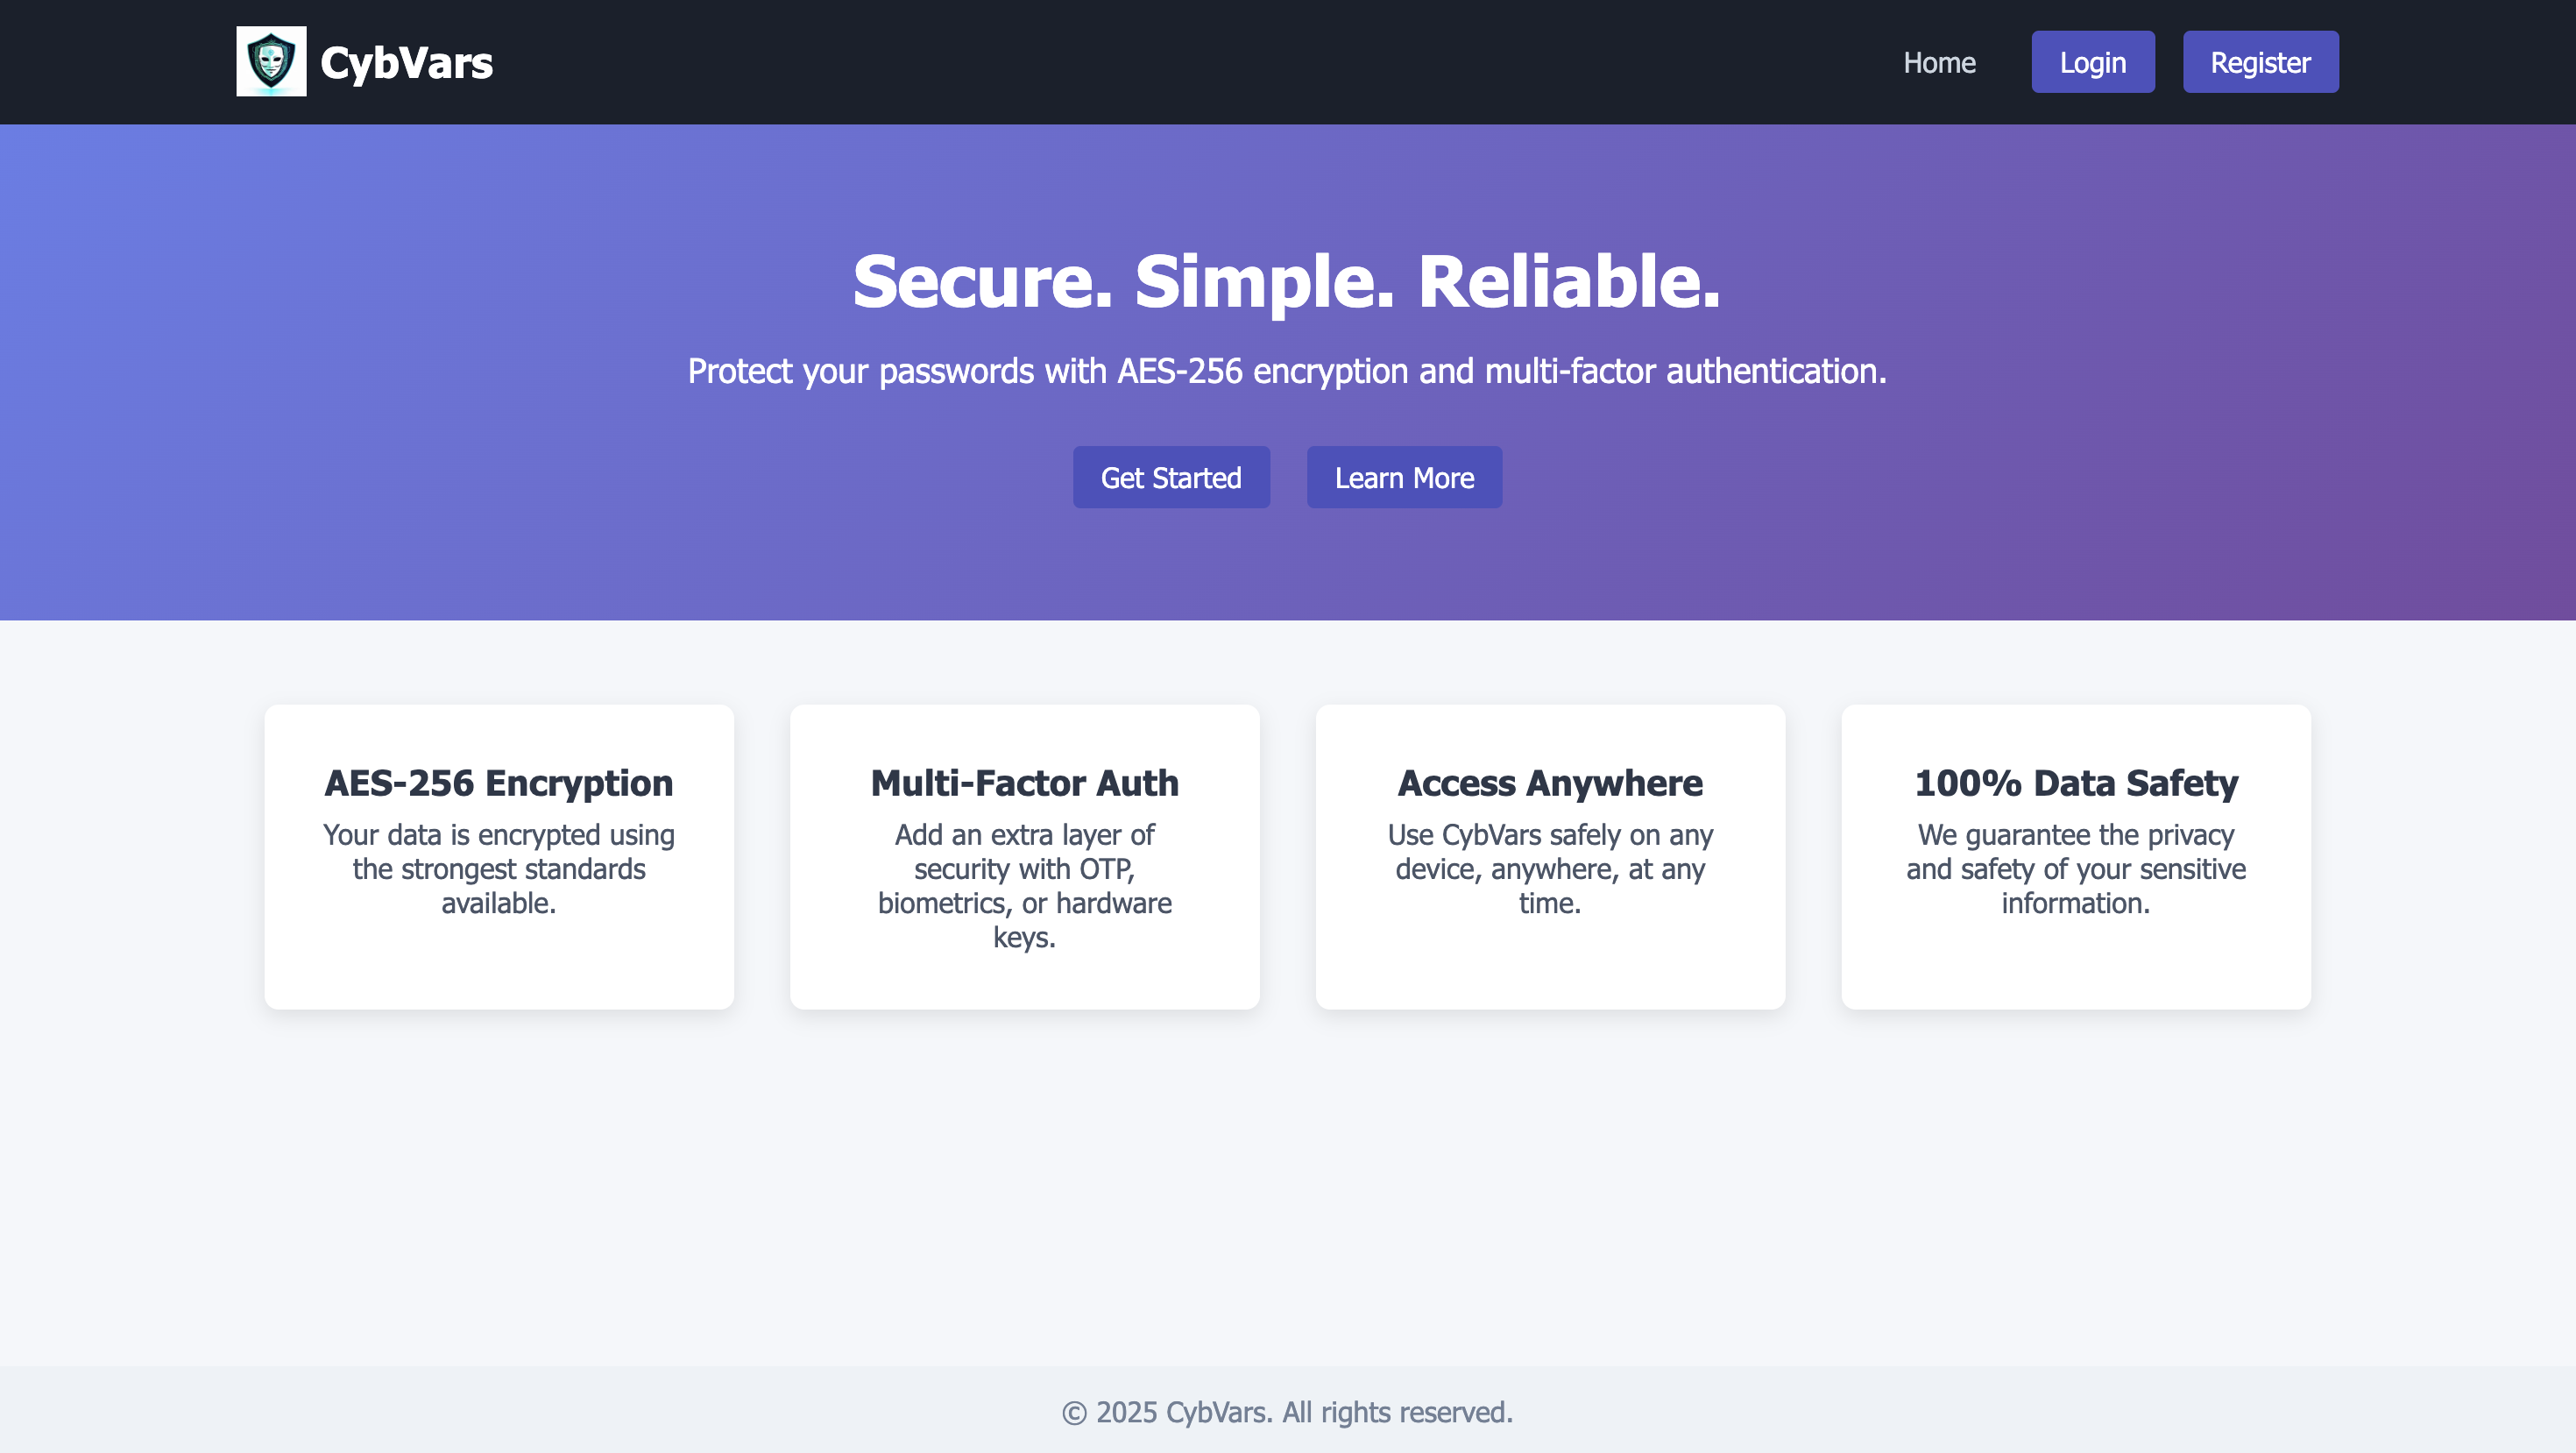 CybVars
Home
Login
Register
Secure. Simple. Reliable.
Protect your passwords with AES-256 encryption and multi-factor authentication.
Get Started
Learn More
AES-256 Encryption
Your data is encrypted using
the strongest standards
available.
Multi-Factor Auth
Add an extra layer of
security with OTP,
biometrics, or hardware
keys.
Access Anywhere
Use CybVars safely on any
device, anywhere, at any
time.
100% Data Safety
We guarantee the privacy
and safety of your sensitive
information.
© 2025 CybVars. All rights reserved.